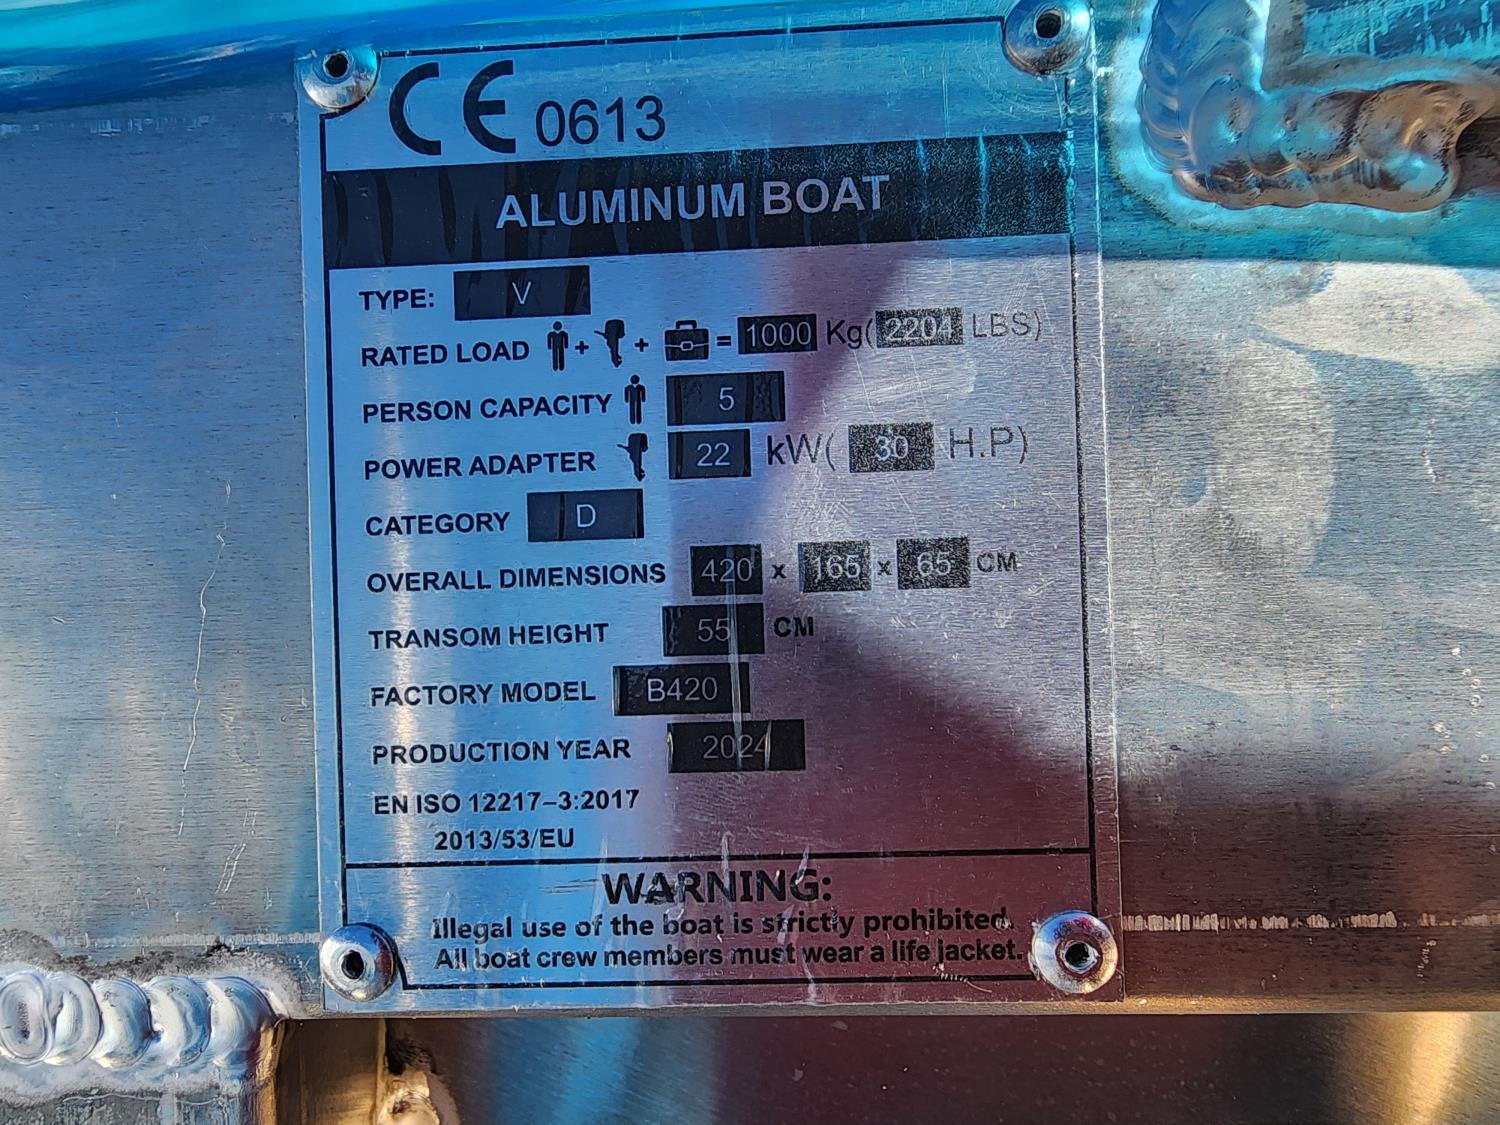 CE 0613
ALUMINUM BOAT
TYPE: V
RATED LOAD + + = 1000 Kg(2204 LBS)
PERSON CAPACITY 5
POWER ADAPTER 22 kW(30 H.P)
CATEGORY D
OVERALL DIMENSIONS 420 x 165 x 65 CM
TRANSOM HEIGHT 55 CM
FACTORY MODEL B420
PRODUCTION YEAR 2024
EN ISO 12217-3:2017
2013/53/EU
WARNING:
Illegal use of the boat is strictly prohibited.
All boat crew members must wear a life jacket.